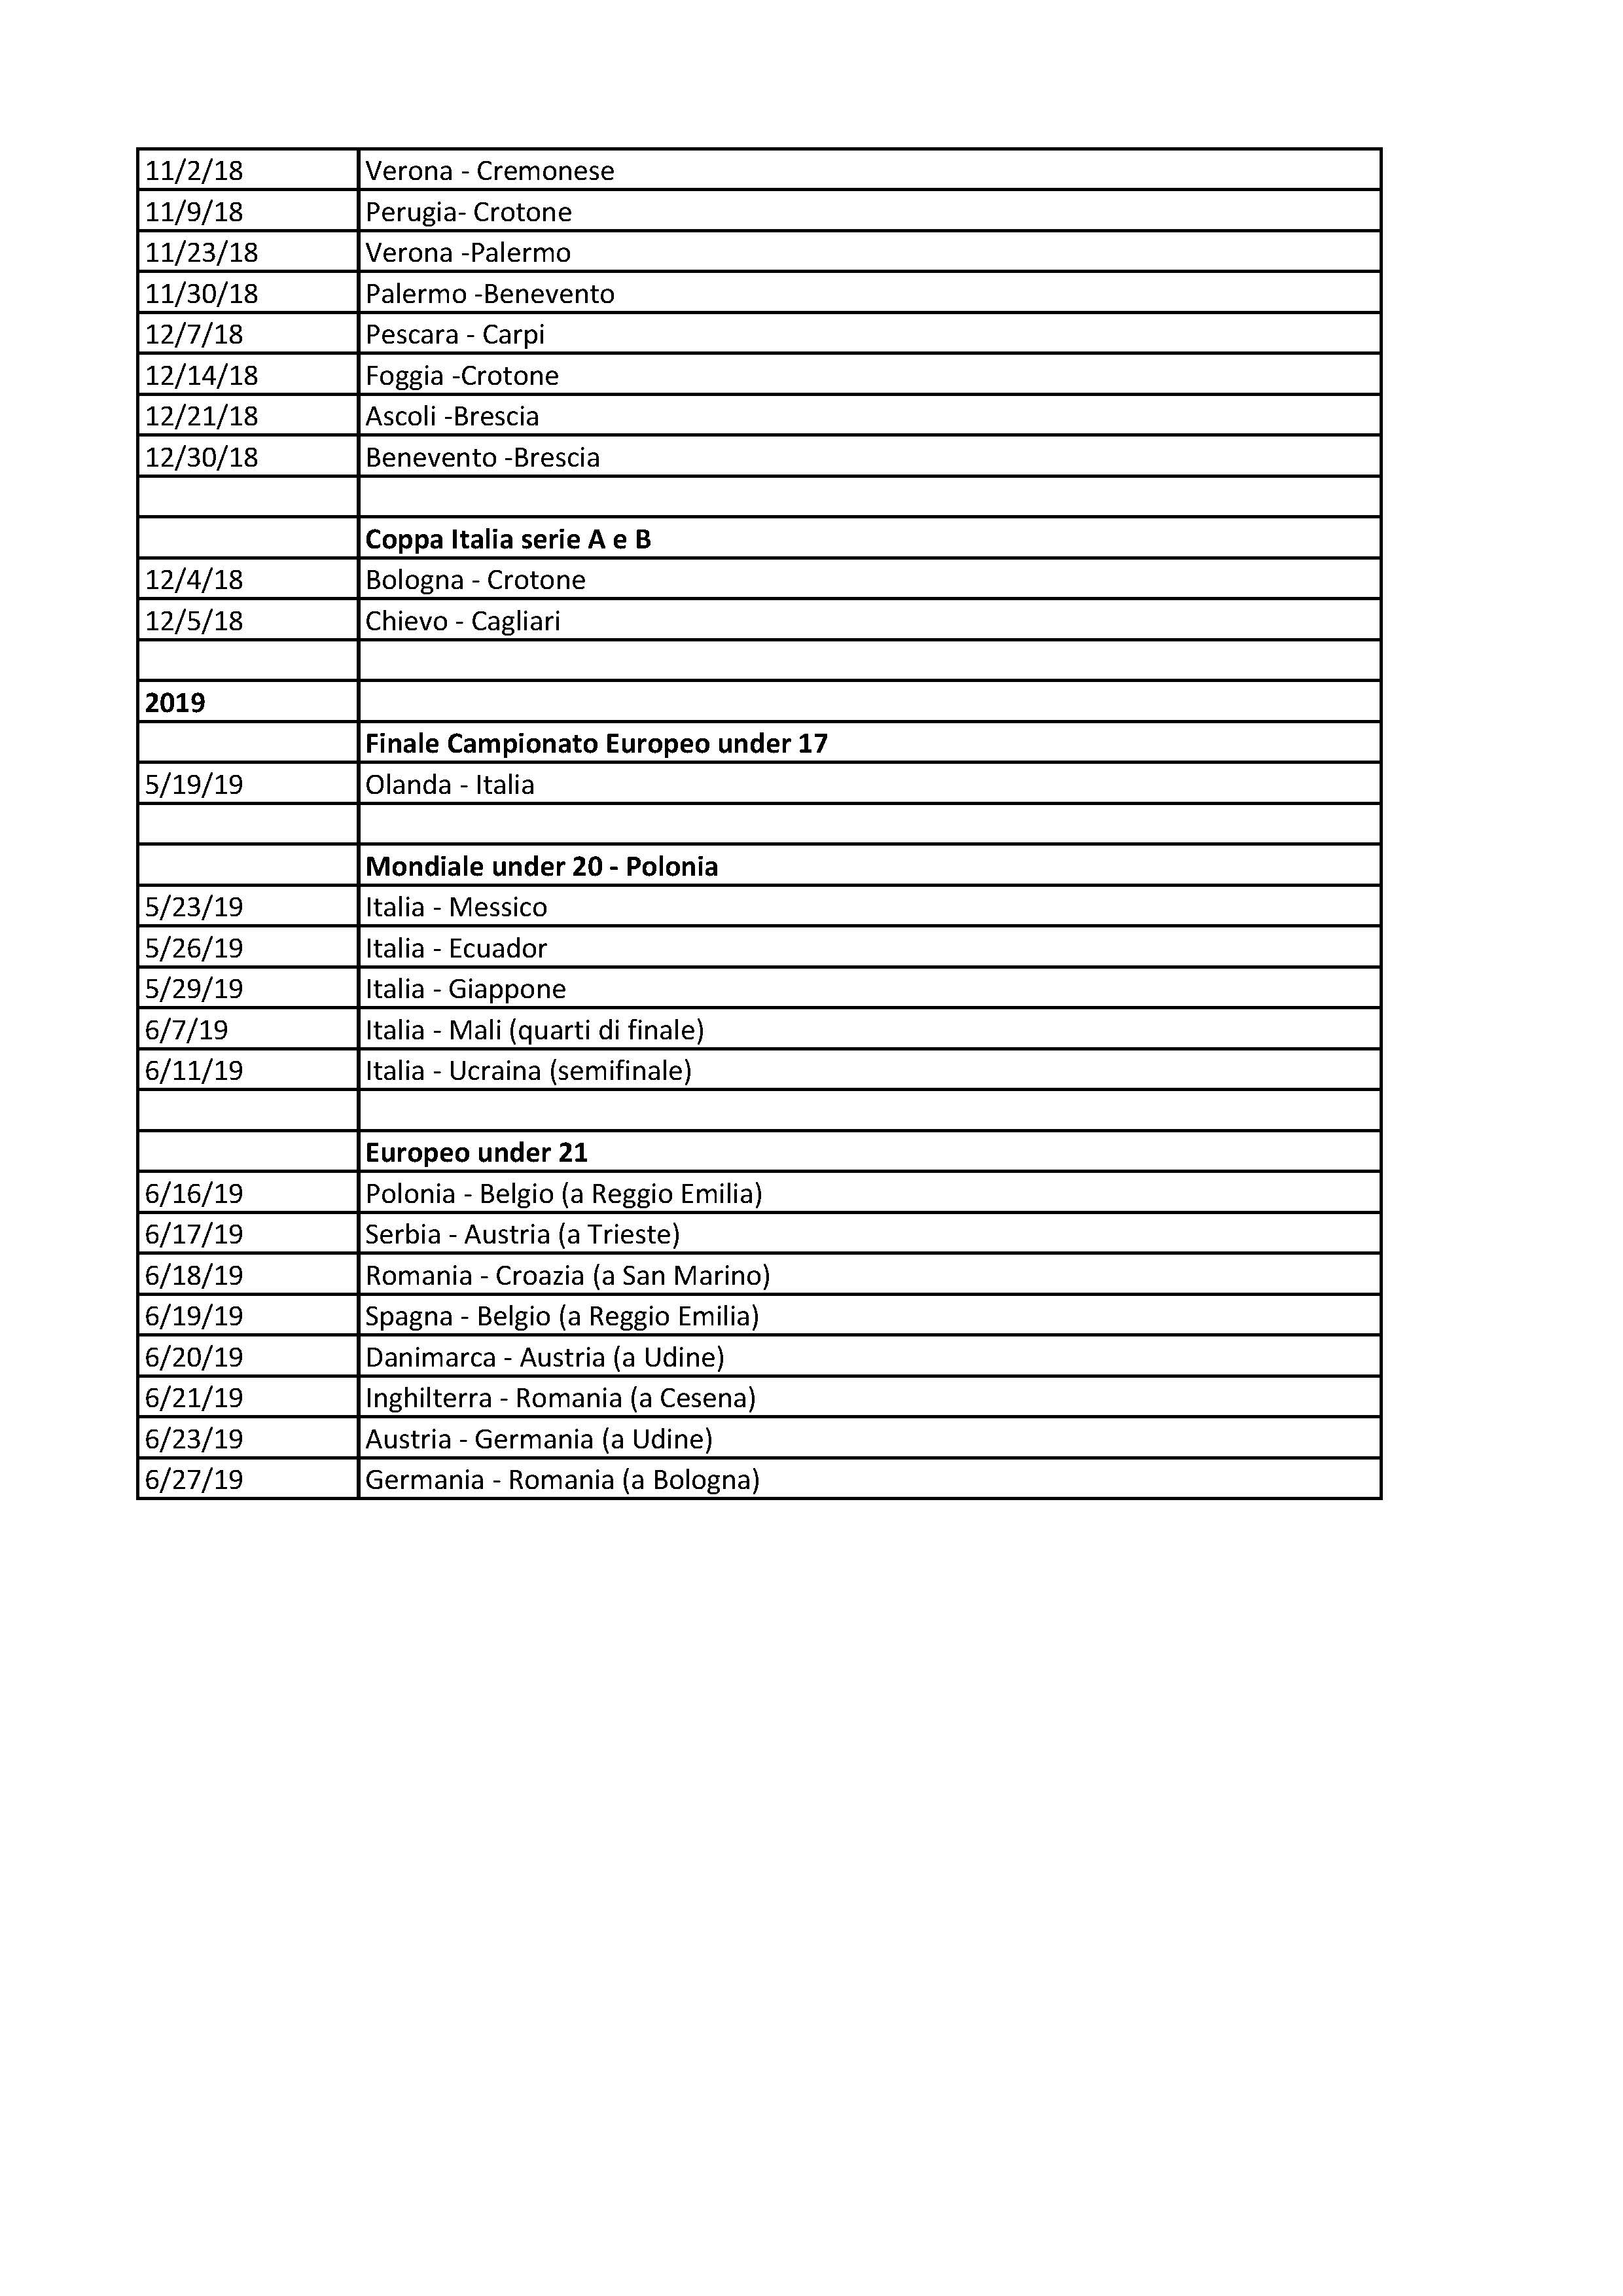 11/2/18 Verona - Cremonese
11/9/18 Perugia- Crotone
11/23/18 Verona -Palermo
11/30/18 Palermo -Benevento
12/7/18 Pescara - Carpi
12/14/18 Foggia -Crotone
12/21/18 Ascoli -Brescia
12/30/18 Benevento -Brescia
Coppa Italia serie A e B
12/4/18 Bologna - Crotone
12/5/18 Chievo - Cagliari
2019
Finale Campionato Europeo under 17
5/19/19 Olanda - Italia
Mondiale under 20 - Polonia
5/23/19 Italia - Messico
5/26/19 Italia - Ecuador
5/29/19 Italia - Giappone
6/7/19 Italia - Mali (quarti di finale)
6/11/19 Italia - Ucraina (semifinale)
Europeo under 21
6/16/19 Polonia - Belgio (a Reggio Emilia)
6/17/19 Serbia - Austria (a Trieste)
6/18/19 Romania - Croazia (a San Marino)
6/19/19 Spagna - Belgio (a Reggio Emilia)
6/20/19 Danimarca - Austria (a Udine)
6/21/19 Inghilterra - Romania (a Cesena)
6/23/19 Austria - Germania (a Udine)
6/27/19 Germania - Romania (a Bologna)